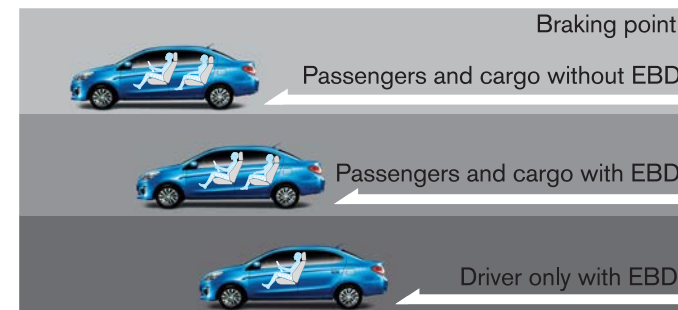 Braking point
Passengers and cargo without EBD
Passengers and cargo with EBD
Driver only with EBD